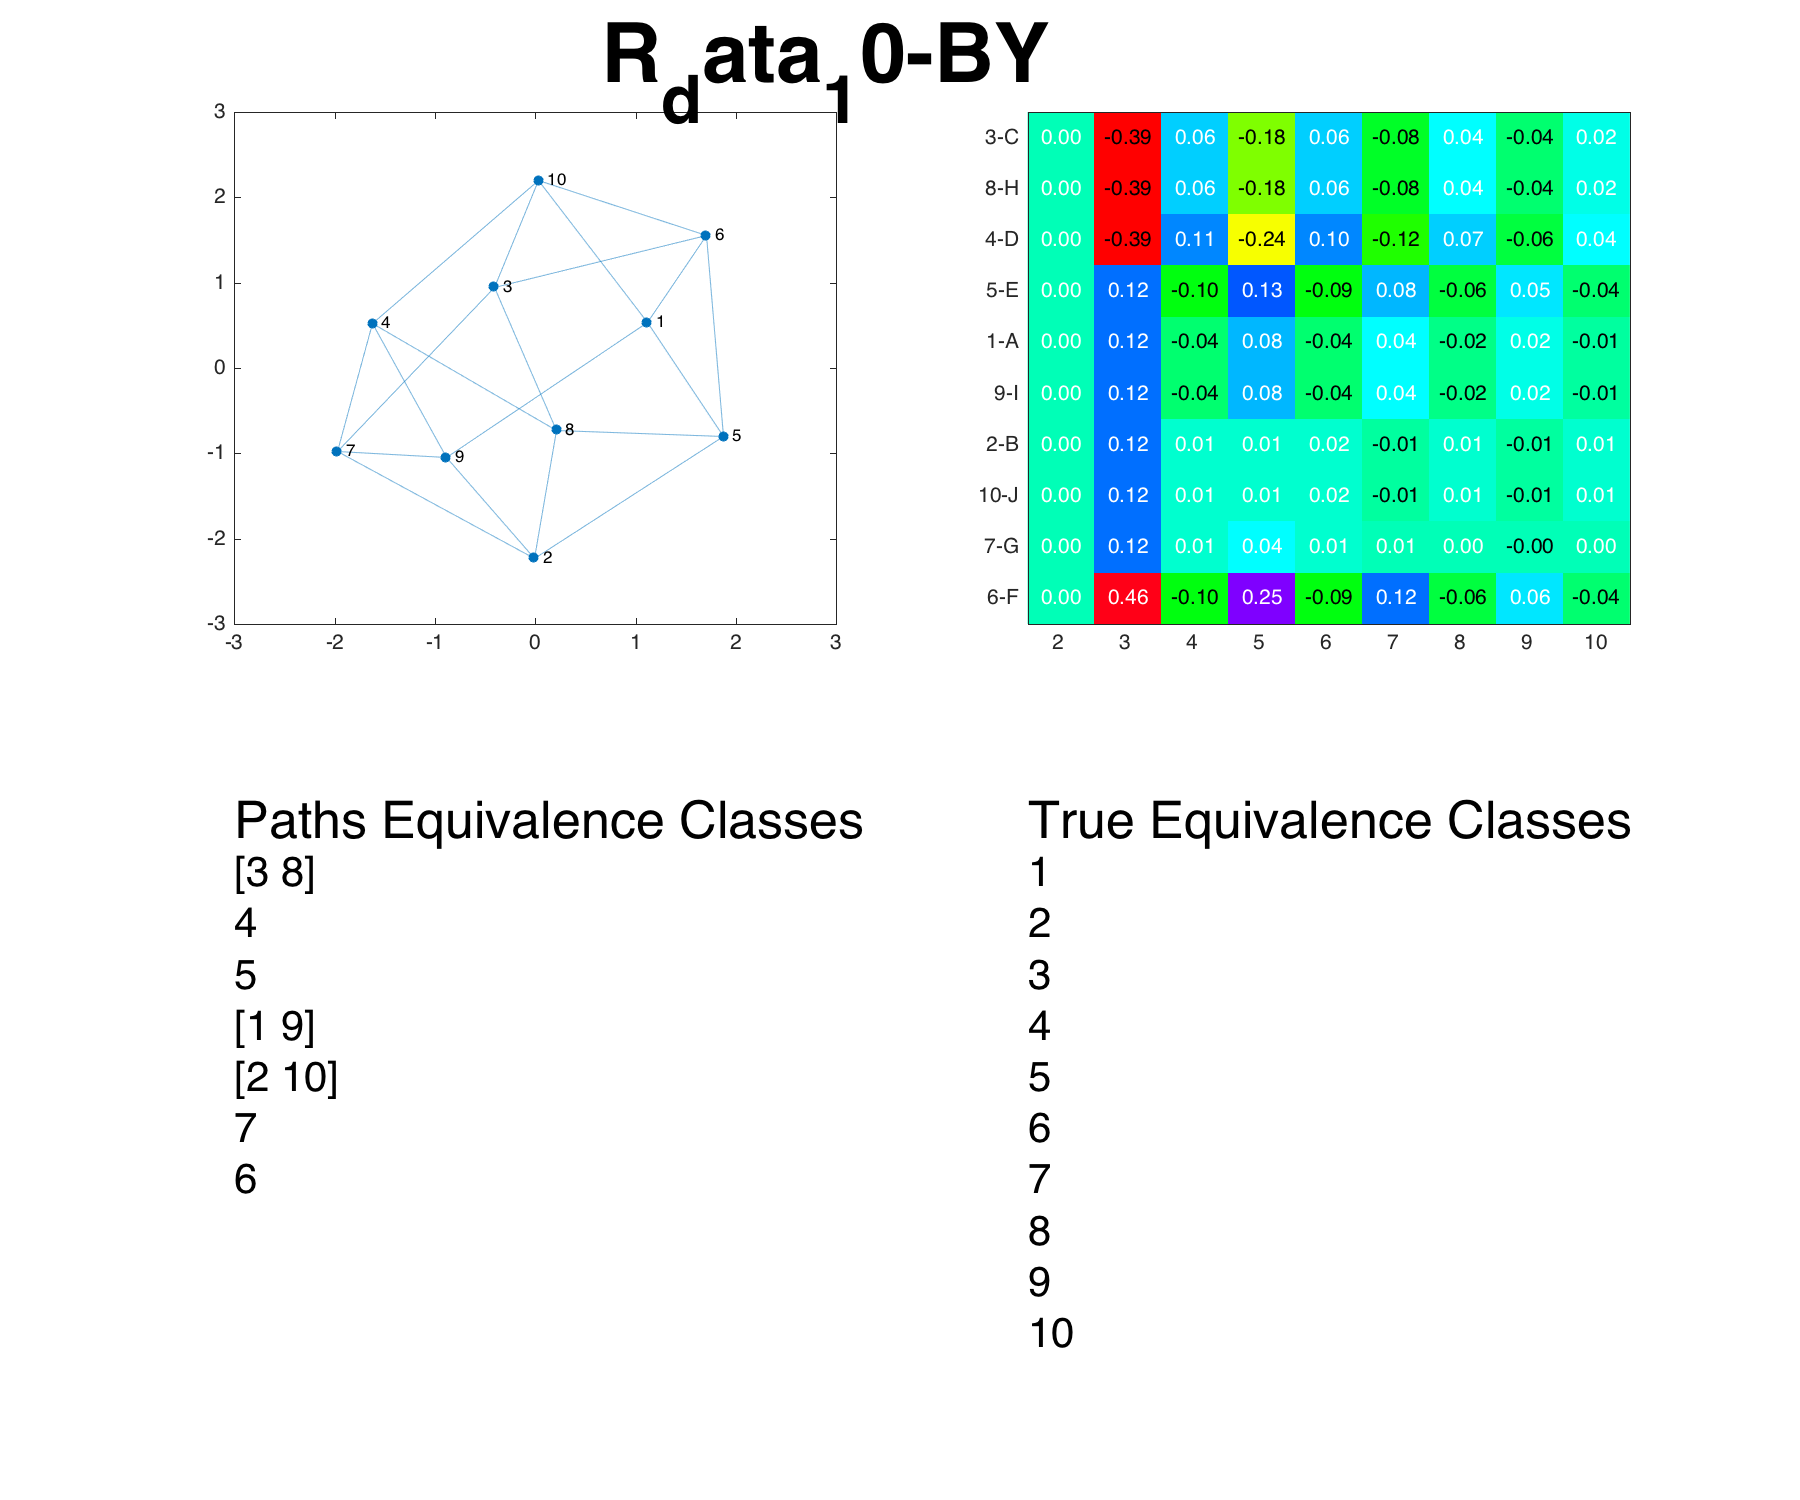 R_data_10-BY
3
2
1
0
-1
-2
-3
-3 -2 -1 0 1 2 3
10
6
3
4
1
8
5
7
9
2
3-C 0.00 -0.39 0.06 -0.18 0.06 -0.08 0.04 -0.04 0.02
8-H 0.00 -0.39 0.06 -0.18 0.06 -0.08 0.04 -0.04 0.02
4-D 0.00 -0.39 0.11 -0.24 0.10 -0.12 0.07 -0.06 0.04
5-E 0.00 0.12 -0.10 0.13 -0.09 0.08 -0.06 0.05 -0.04
1-A 0.00 0.12 -0.04 0.08 -0.04 0.04 -0.02 0.02 -0.01
9-I 0.00 0.12 -0.04 0.08 -0.04 0.04 -0.02 0.02 -0.01
2-B 0.00 0.12 0.01 0.01 0.02 -0.01 0.01 -0.01 0.01
10-J 0.00 0.12 0.01 0.01 0.02 -0.01 0.01 -0.01 0.01
7-G 0.00 0.12 0.01 0.04 0.01 0.01 0.00 -0.00 0.00
6-F 0.00 0.46 -0.10 0.25 -0.09 0.12 -0.06 0.06 -0.04
2 3 4 5 6 7 8 9 10
Paths Equivalence Classes
[3 8]
4
5
[1 9]
[2 10]
7
6
True Equivalence Classes
1
2
3
4
5
6
7
8
9
10